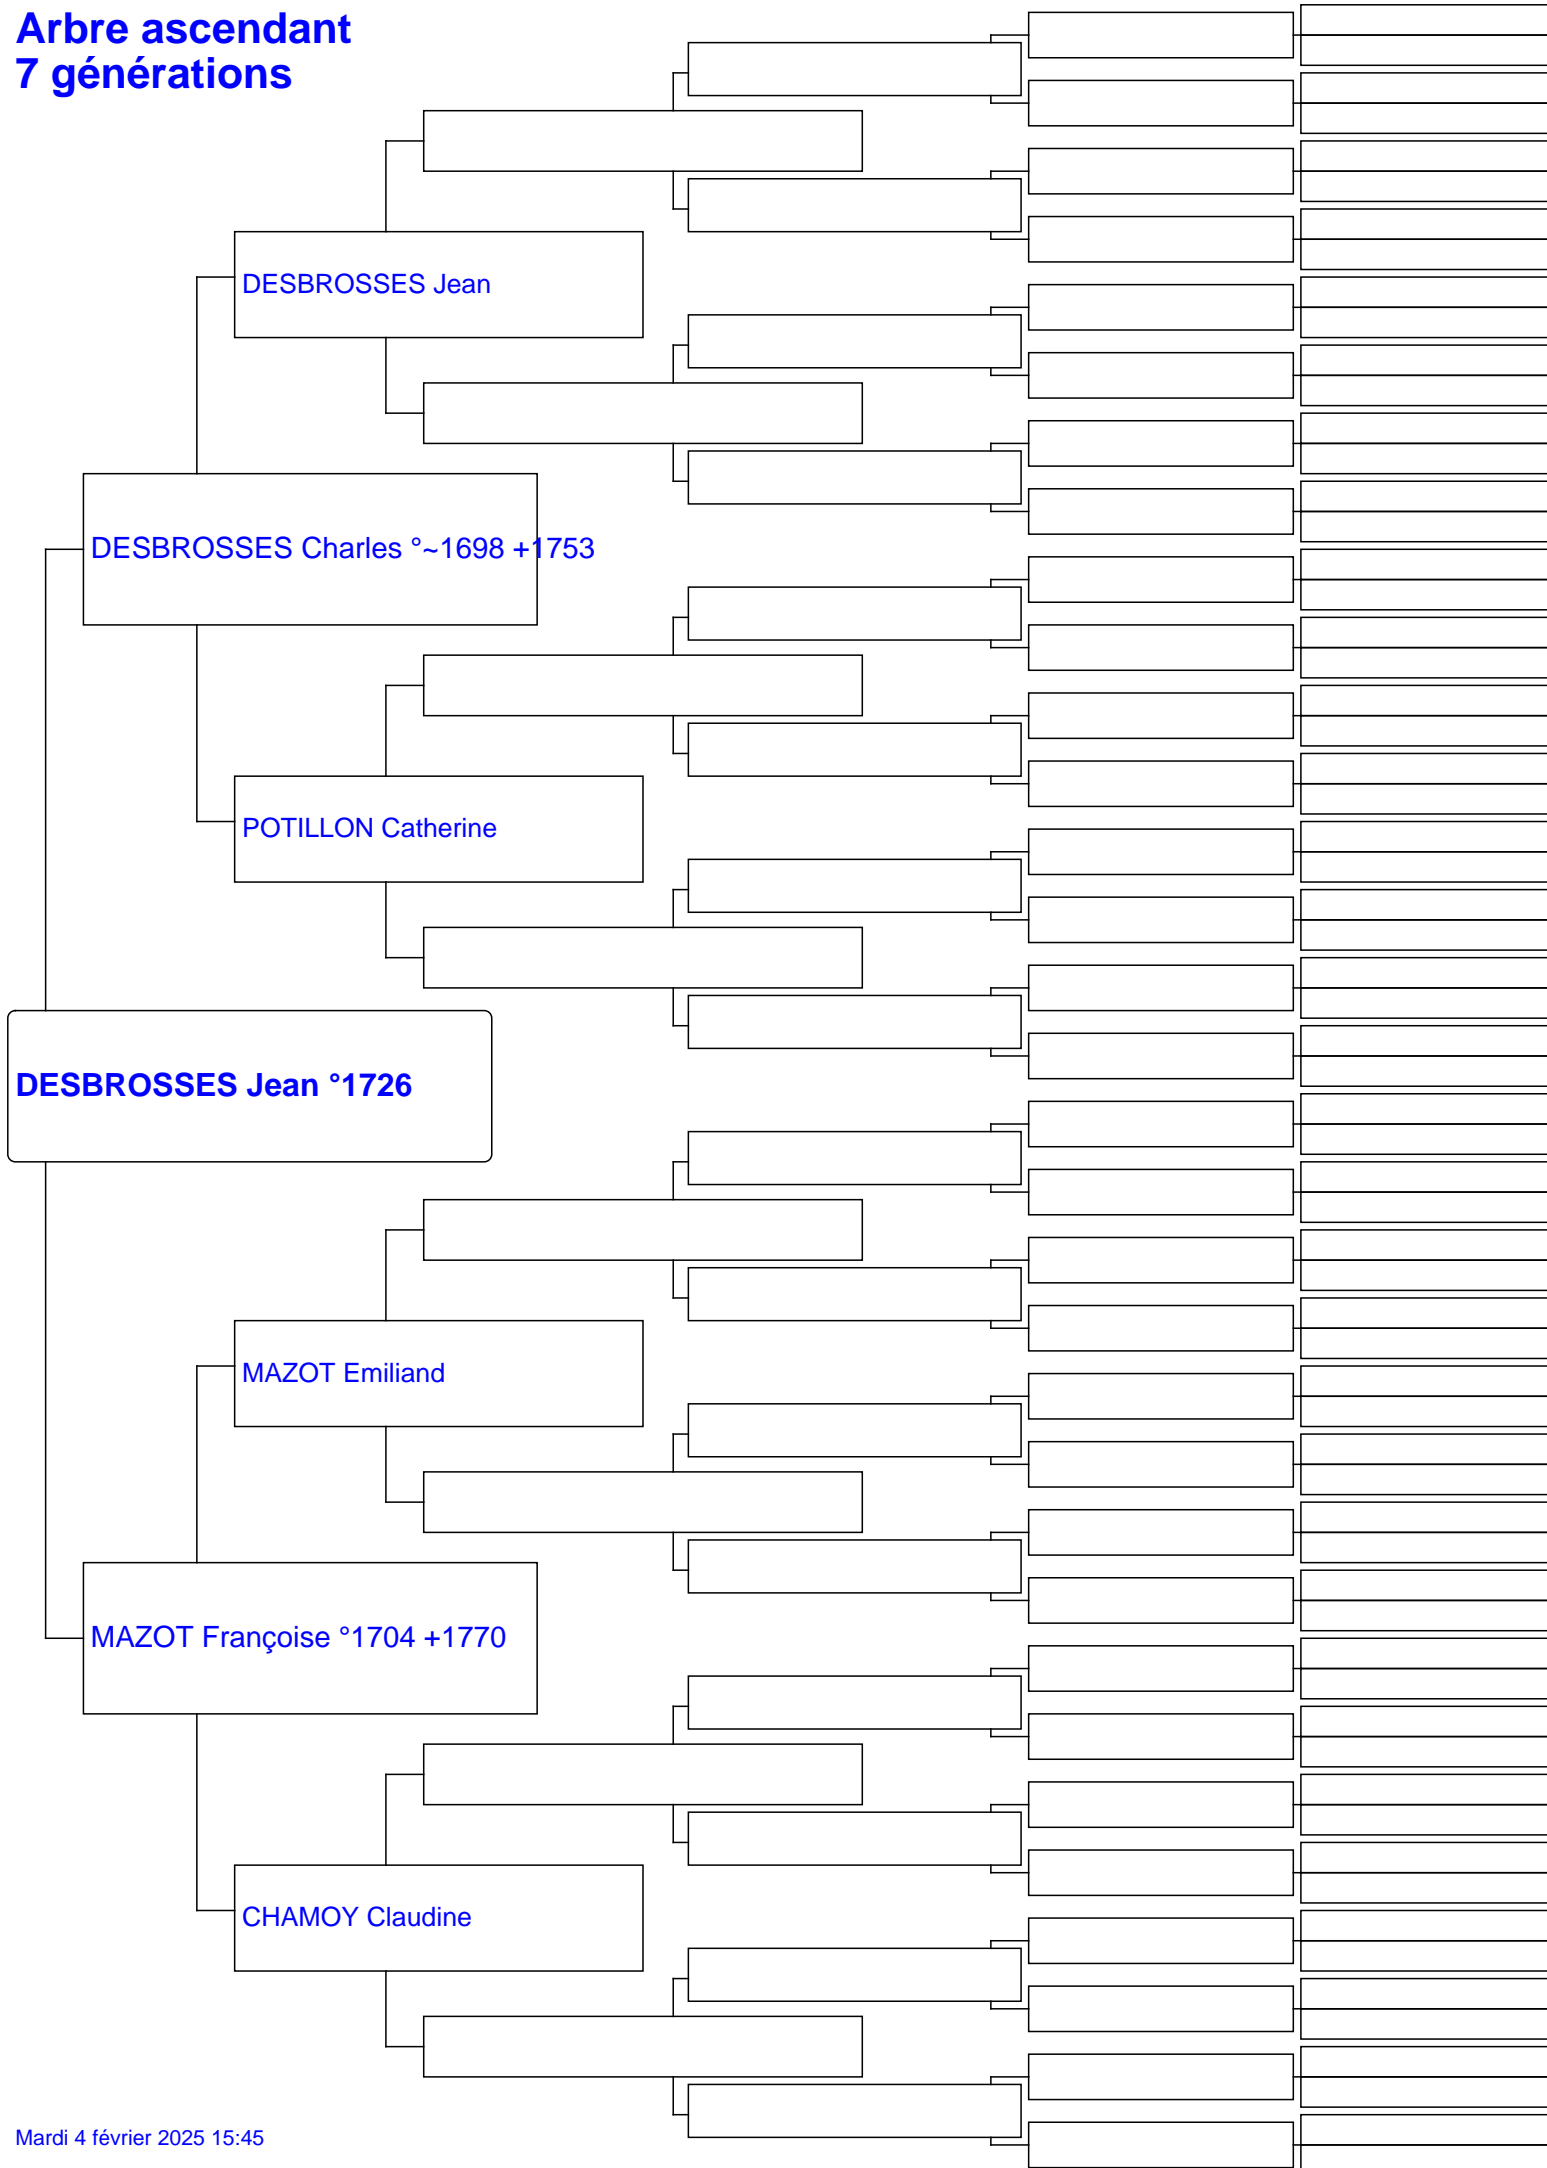 Arbre ascendant
7 générations
DESBROSSES Jean
DESBROSSES Charles °~1698 +1753
POTILLON Catherine
DESBROSSES Jean °1726
MAZOT Emiliand
MAZOT Françoise °1704 +1770
CHAMOY Claudine
Mardi 4 février 2025 15:45